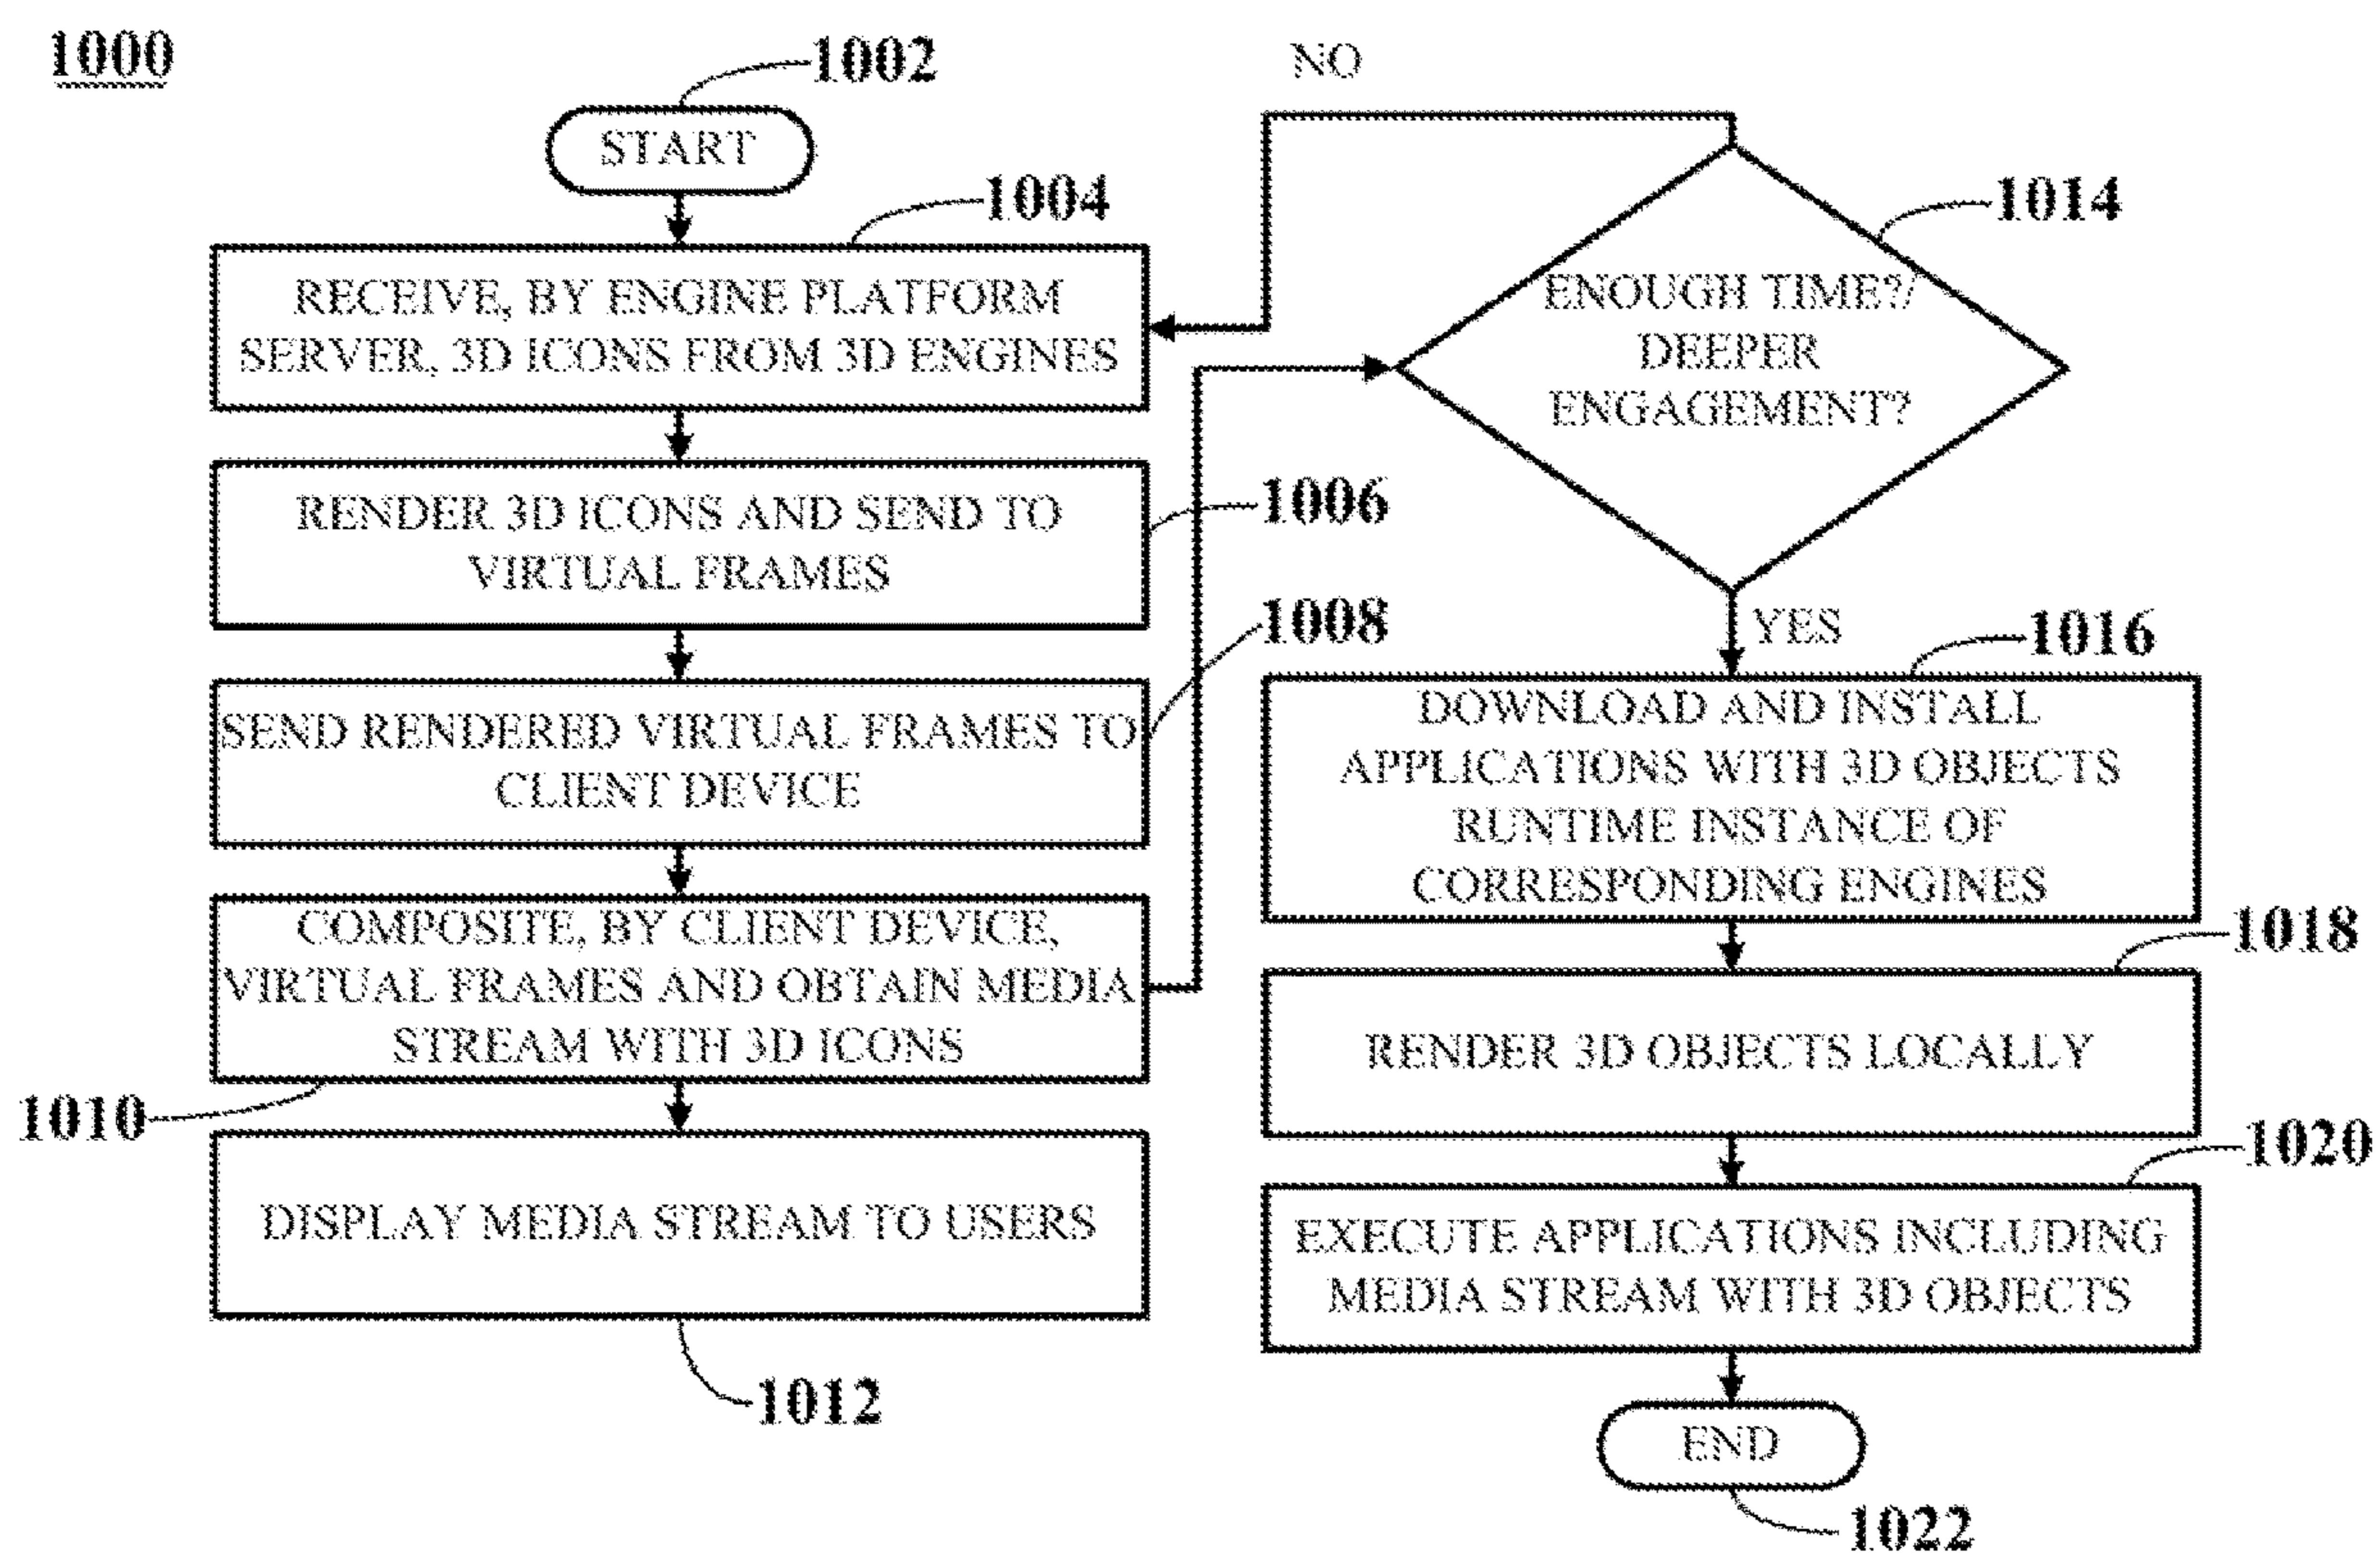 1000
1002
START
1004
RECEIVE, BY ENGINE PLATFORM
SERVER, 3D ICONS FROM 3D ENGINES
RENDER 3D ICONS AND SEND TO
VIRTUAL FRAMES
1006
SEND RENDERED VIRTUAL FRAMES TO
CLIENT DEVICE
1008
COMPOSITE, BY CLIENT DEVICE,
VIRTUAL FRAMES AND OBTAIN MEDIA
STREAM WITH 3D ICONS
1010
DISPLAY MEDIA STREAM TO USERS
1012
NO
1014
ENOUGH TIME?/
DEEPER
ENGAGEMENT?
YES
1016
DOWNLOAD AND INSTALL
APPLICATIONS WITH 3D OBJECTS
RUNTIME INSTANCE OF
CORRESPONDING ENGINES
1018
RENDER 3D OBJECTS LOCALLY
1020
EXECUTE APPLICATIONS INCLUDING
MEDIA STREAM WITH 3D OBJECTS
END
1022